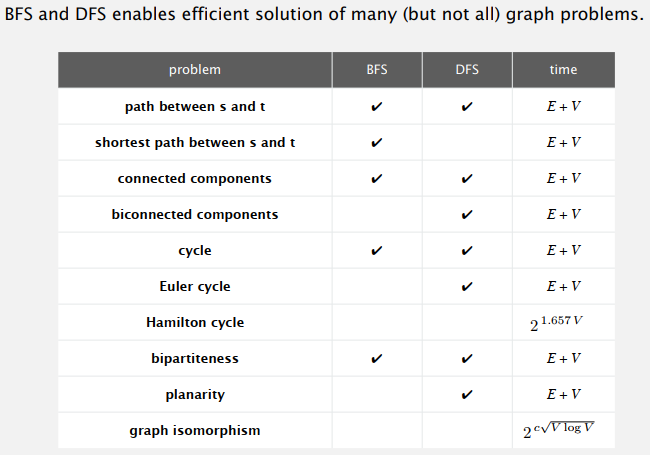 BFS and DFS enables efficient solution of many (but not all) graph problems.
problem BFS DFS time
path between s and t ✔ ✔ E + V
shortest path between s and t ✔ E + V
connected components ✔ ✔ E + V
biconnected components ✔ E + V
cycle ✔ ✔ E + V
Euler cycle ✔ E + V
Hamilton cycle 2^{1.657 V}
bipartiteness ✔ ✔ E + V
planarity ✔ E + V
graph isomorphism 2^{c√(V log V)}